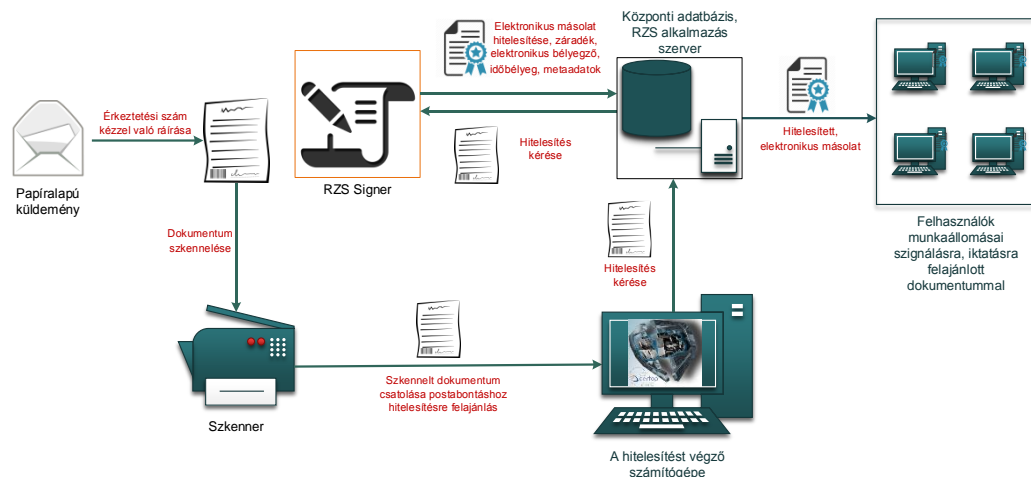 Elektronikus másolat
hitelesítése, záradék,
elektronikus bélyegző,
időbélyeg, metaadatok
Központi adatbázis,
RZS alkalmazás
szerver
Érkeztetési szám
kézzel való ráírása
Papíralapú
küldemény
RZS Signer
Hitelesítés
kérése
Hitelesített,
elektronikus másolat
Felhasználók
munkaállomásai
szignálásra, iktatásra
felajánlott
dokumentummal
Dokumentum
szkennelése
Hitelesítés
kérése
Szkennelt dokumentum
csatolása postabontáshoz
hitelesítésre felajánlás
Szkenner
A hitelesítést végző
számítógépe